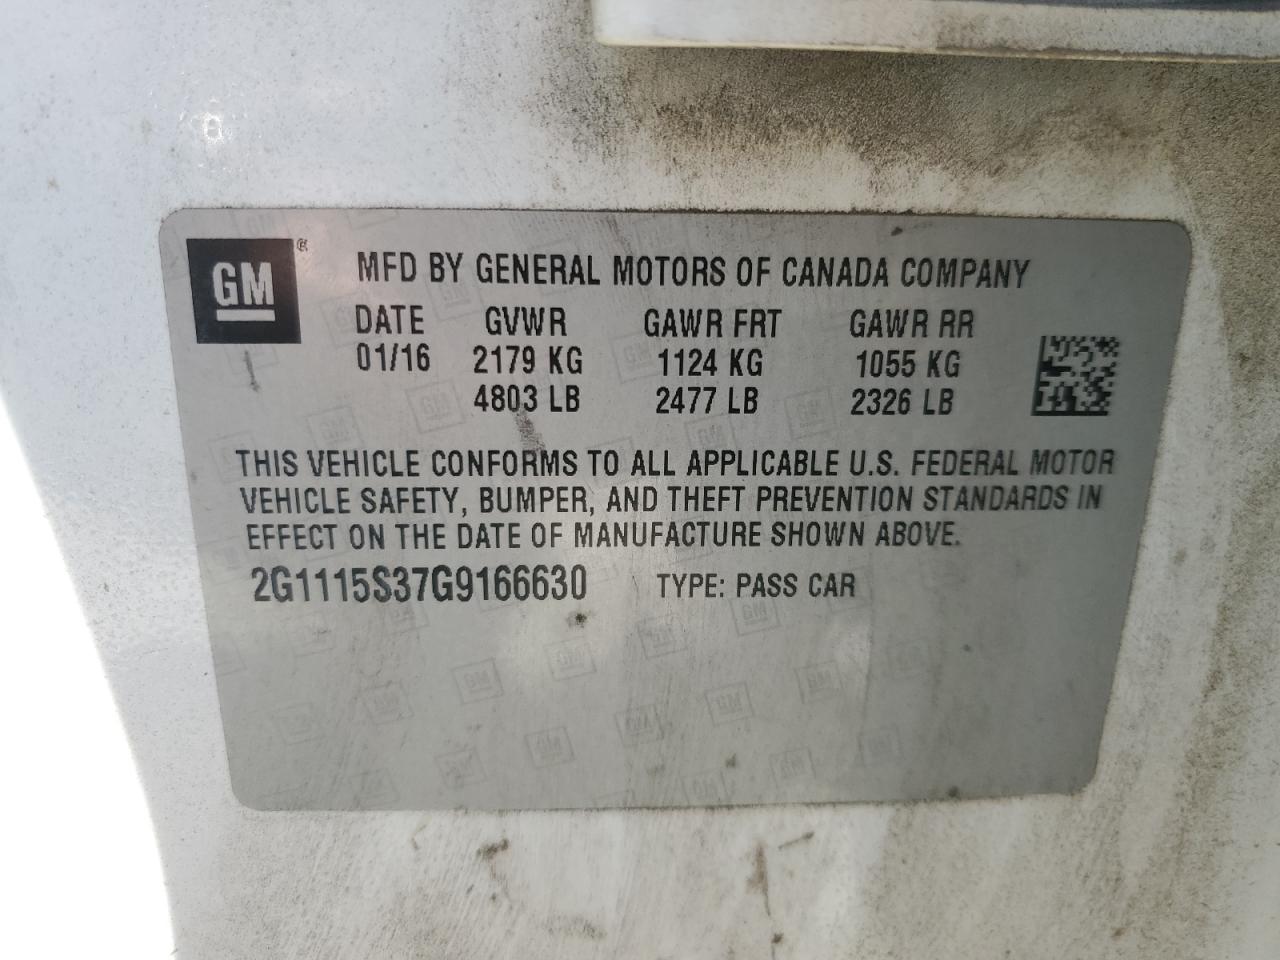 GM ®
MFD BY GENERAL MOTORS OF CANADA COMPANY
DATE GVWR GAWR FRT GAWR RR
01/16 2179 KG 1124 KG 1055 KG
4803 LB 2477 LB 2326 LB
THIS VEHICLE CONFORMS TO ALL APPLICABLE U.S. FEDERAL MOTOR
VEHICLE SAFETY, BUMPER, AND THEFT PREVENTION STANDARDS IN
EFFECT ON THE DATE OF MANUFACTURE SHOWN ABOVE.
2G1115S37G9166630 TYPE: PASS CAR